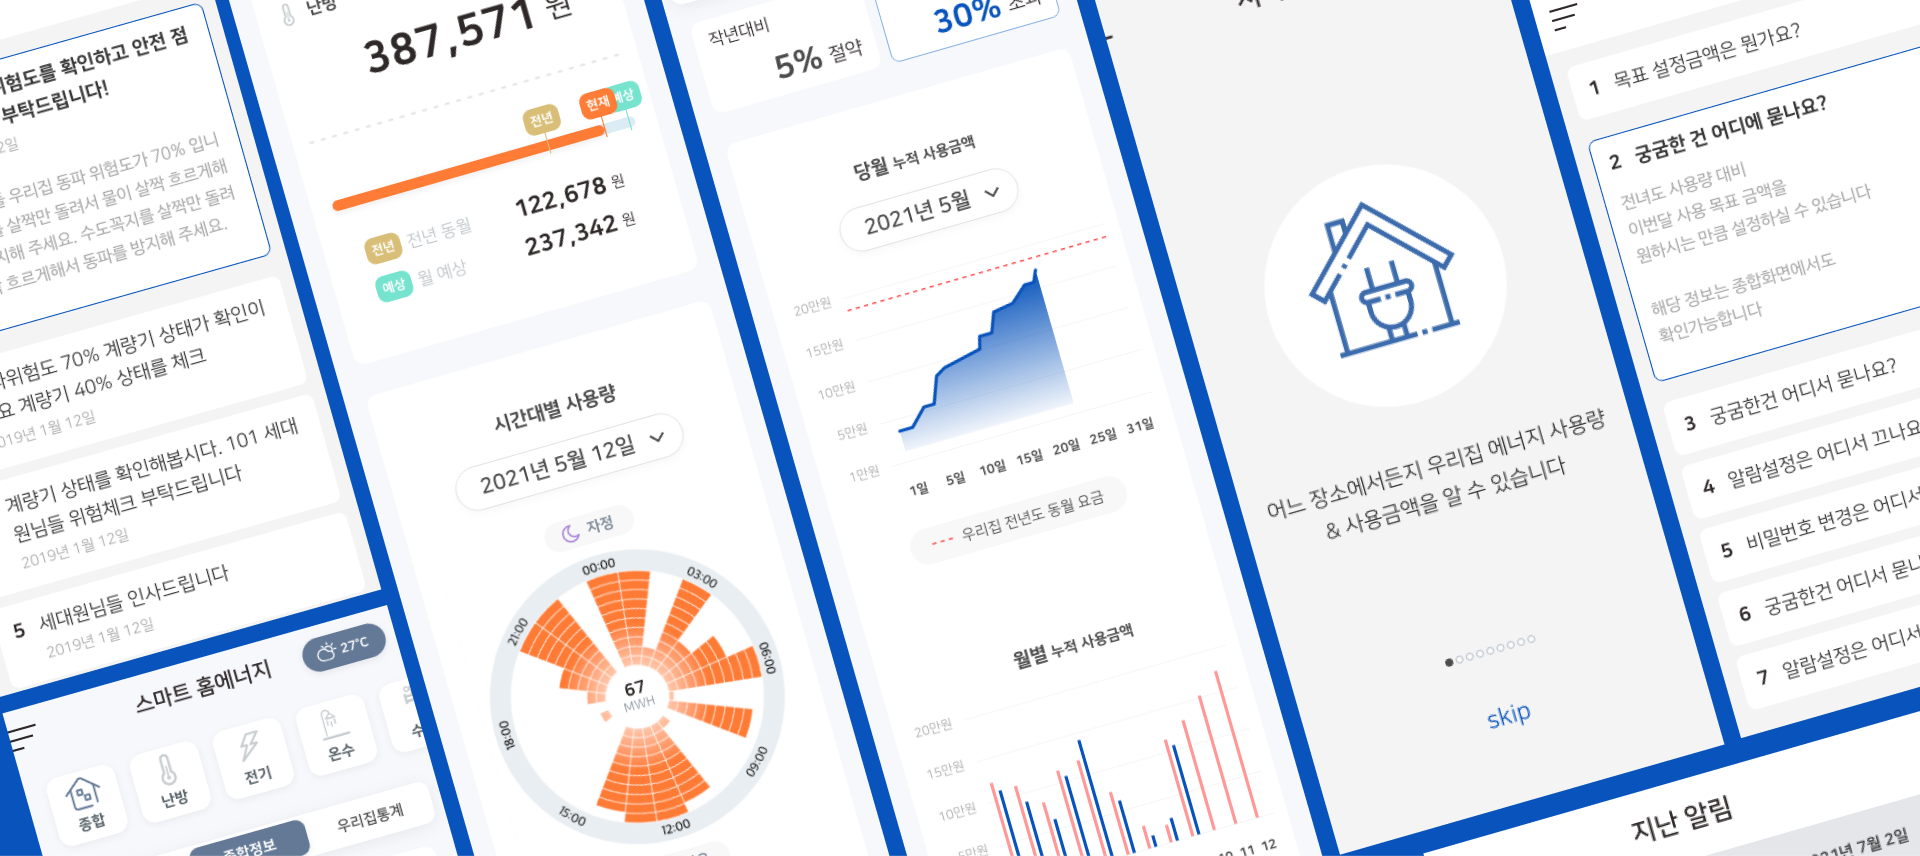 위험도를 확인하고 안전 점
부탁드립니다!
2일
우리집 동파 위험도가 70% 입니
살짝만 돌려서 물이 살짝 흐르게해
지해 주세요. 수도꼭지를 살짝만 돌려
흐르게해서 동파를 방지해 주세요.
위험도 70% 계량기 상태가 확인이
요 계량기 40% 상태를 체크
2019년 1월 12일
계량기 상태를 확인해봅시다. 101 세대
원님들 위험체크 부탁드립니다
2019년 1월 12일
5 세대원님들 인사드립니다
2019년 1월 12일
스마트 홈에너지
27°C
종합
난방
전기
온수
수
종합정보
우리집통계
난방
387,571 원
전년
현재
예상
전년 전년 동월
122,678 원
예상 월 예상
237,342 원
시간대별 사용량
2021년 5월 12일
자정
00:00
03:00
06:00
09:00
12:00
15:00
18:00
21:00
67
MWH
작년대비
5% 절약
30% 초과
당월 누적 사용금액
2021년 5월
20만원
15만원
10만원
5만원
1만원
1일 5일 10일 15일 20일 25일 31일
우리집 전년도 동월 요금
월별 누적 사용금액
20만원
15만원
10만원
5만원
10 11 12
어느 장소에서든지 우리집 에너지 사용량
& 사용금액을 알 수 있습니다
skip
1 목표 설정금액은 뭔가요?
2 궁굼한 건 어디에 묻나요?
전년도 사용량 대비
이번달 사용 목표 금액을
원하시는 만큼 설정하실 수 있습니다
해당 정보는 종합화면에서도
확인가능합니다
3 궁굼한건 어디서 묻나요?
4 알람설정은 어디서 끄나요
5 비밀번호 변경은 어디서
6 궁굼한건 어디서 묻나
7 알람설정은 어디서
지난 알림
2021년 7월 2일